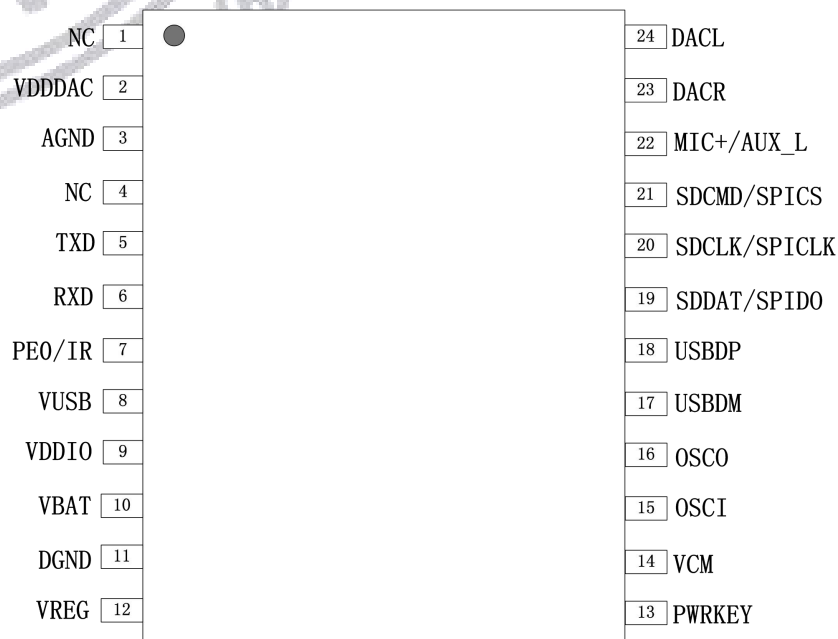 NC 1 24 DACL
VDDDAC 2 23 DACR
AGND 3 22 MIC+/AUX_L
NC 4 21 SDCMD/SPICS
TXD 5 20 SDCLK/SPICLK
RXD 6 19 SDDAT/SPIDO
PE0/IR 7 18 USBDP
VUSB 8 17 USBDM
VDDIO 9 16 OSCO
VBAT 10 15 OSCI
DGND 11 14 VCM
VREG 12 13 PWRKEY